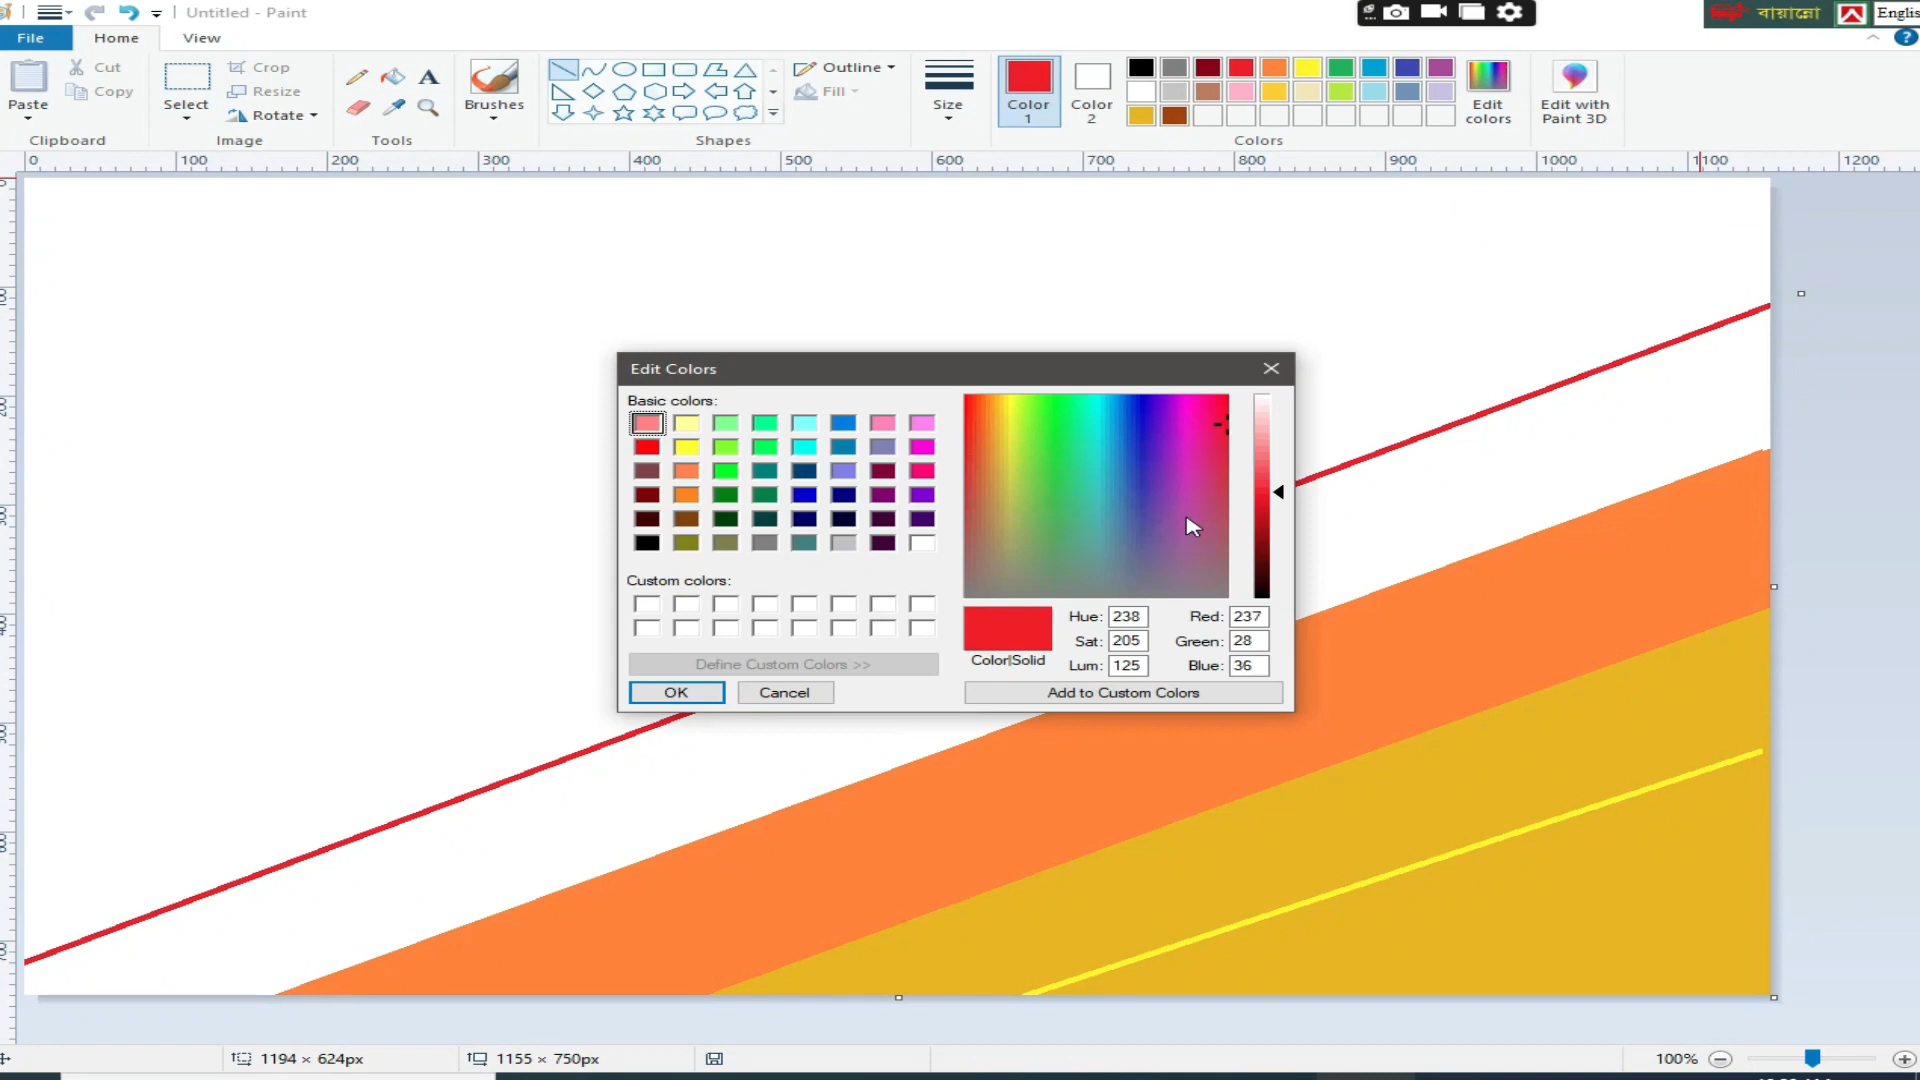 Untitled - Paint
বায়ান্নো
Englis
File
Home
View
?
Paste
Cut
Copy
Select
Crop
Resize
Rotate
A
Brushes
Outline
Fill
Size
Color
1
Color
2
Edit
colors
Edit with
Paint 3D
Clipboard
Image
Tools
Shapes
Colors
0 100 200 300 400 500 600 700 800 900 1000 1100 1200
Edit Colors
Basic colors:
Custom colors:
Define Custom Colors >>
OK
Cancel
Color|Solid
Hue: 238
Sat: 205
Lum: 125
Red: 237
Green: 28
Blue: 36
Add to Custom Colors
1194 × 624px
1155 × 750px
100%